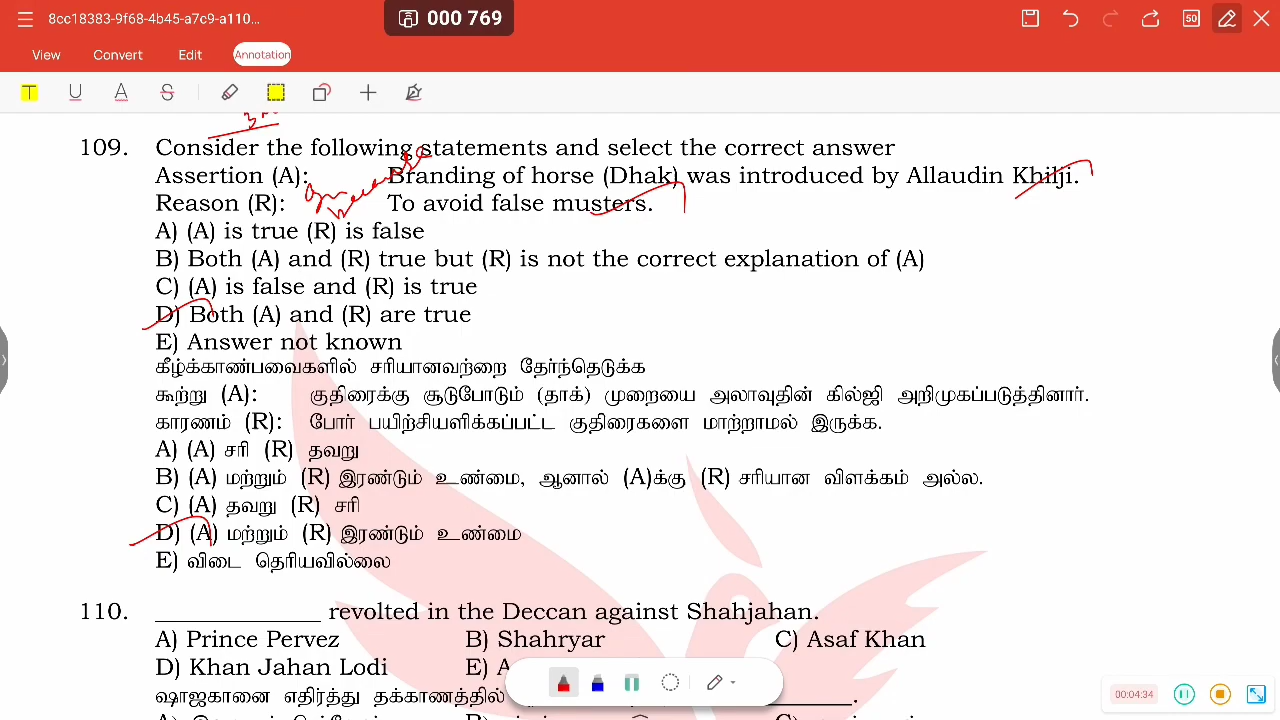 8cc18383-9f68-4b45-a7c9-a110...
000 769
50
View Convert Edit Annotation
T U A S
109. Consider the following statements and select the correct answer
Assertion (A): Branding of horse (Dhak) was introduced by Allaudin Khilji.
Reason (R): To avoid false musters.
A) (A) is true (R) is false
B) Both (A) and (R) true but (R) is not the correct explanation of (A)
C) (A) is false and (R) is true
D) Both (A) and (R) are true
E) Answer not known
கீழ்க்காண்பவைகளில் சரியானவற்றை தேர்ந்தெடுக்க
கூற்று (A): குதிரைக்கு சூடுபோடும் (தாக்) முறையை அலாவுதின் கில்ஜி அறிமுகப்படுத்தினார்.
காரணம் (R): போர் பயிற்சியளிக்கப்பட்ட குதிரைகளை மாற்றாமல் இருக்க.
A) (A) சரி (R) தவறு
B) (A) மற்றும் (R) இரண்டும் உண்மை, ஆனால் (A)க்கு (R) சரியான விளக்கம் அல்ல.
C) (A) தவறு (R) சரி
D) (A) மற்றும் (R) இரண்டும் உண்மை
E) விடை தெரியவில்லை
110. ____________ revolted in the Deccan against Shahjahan.
A) Prince Pervez B) Shahryar C) Asaf Khan
D) Khan Jahan Lodi E) A
ஷாஜகானை எதிர்த்து தக்காணத்தில்
00:04:34